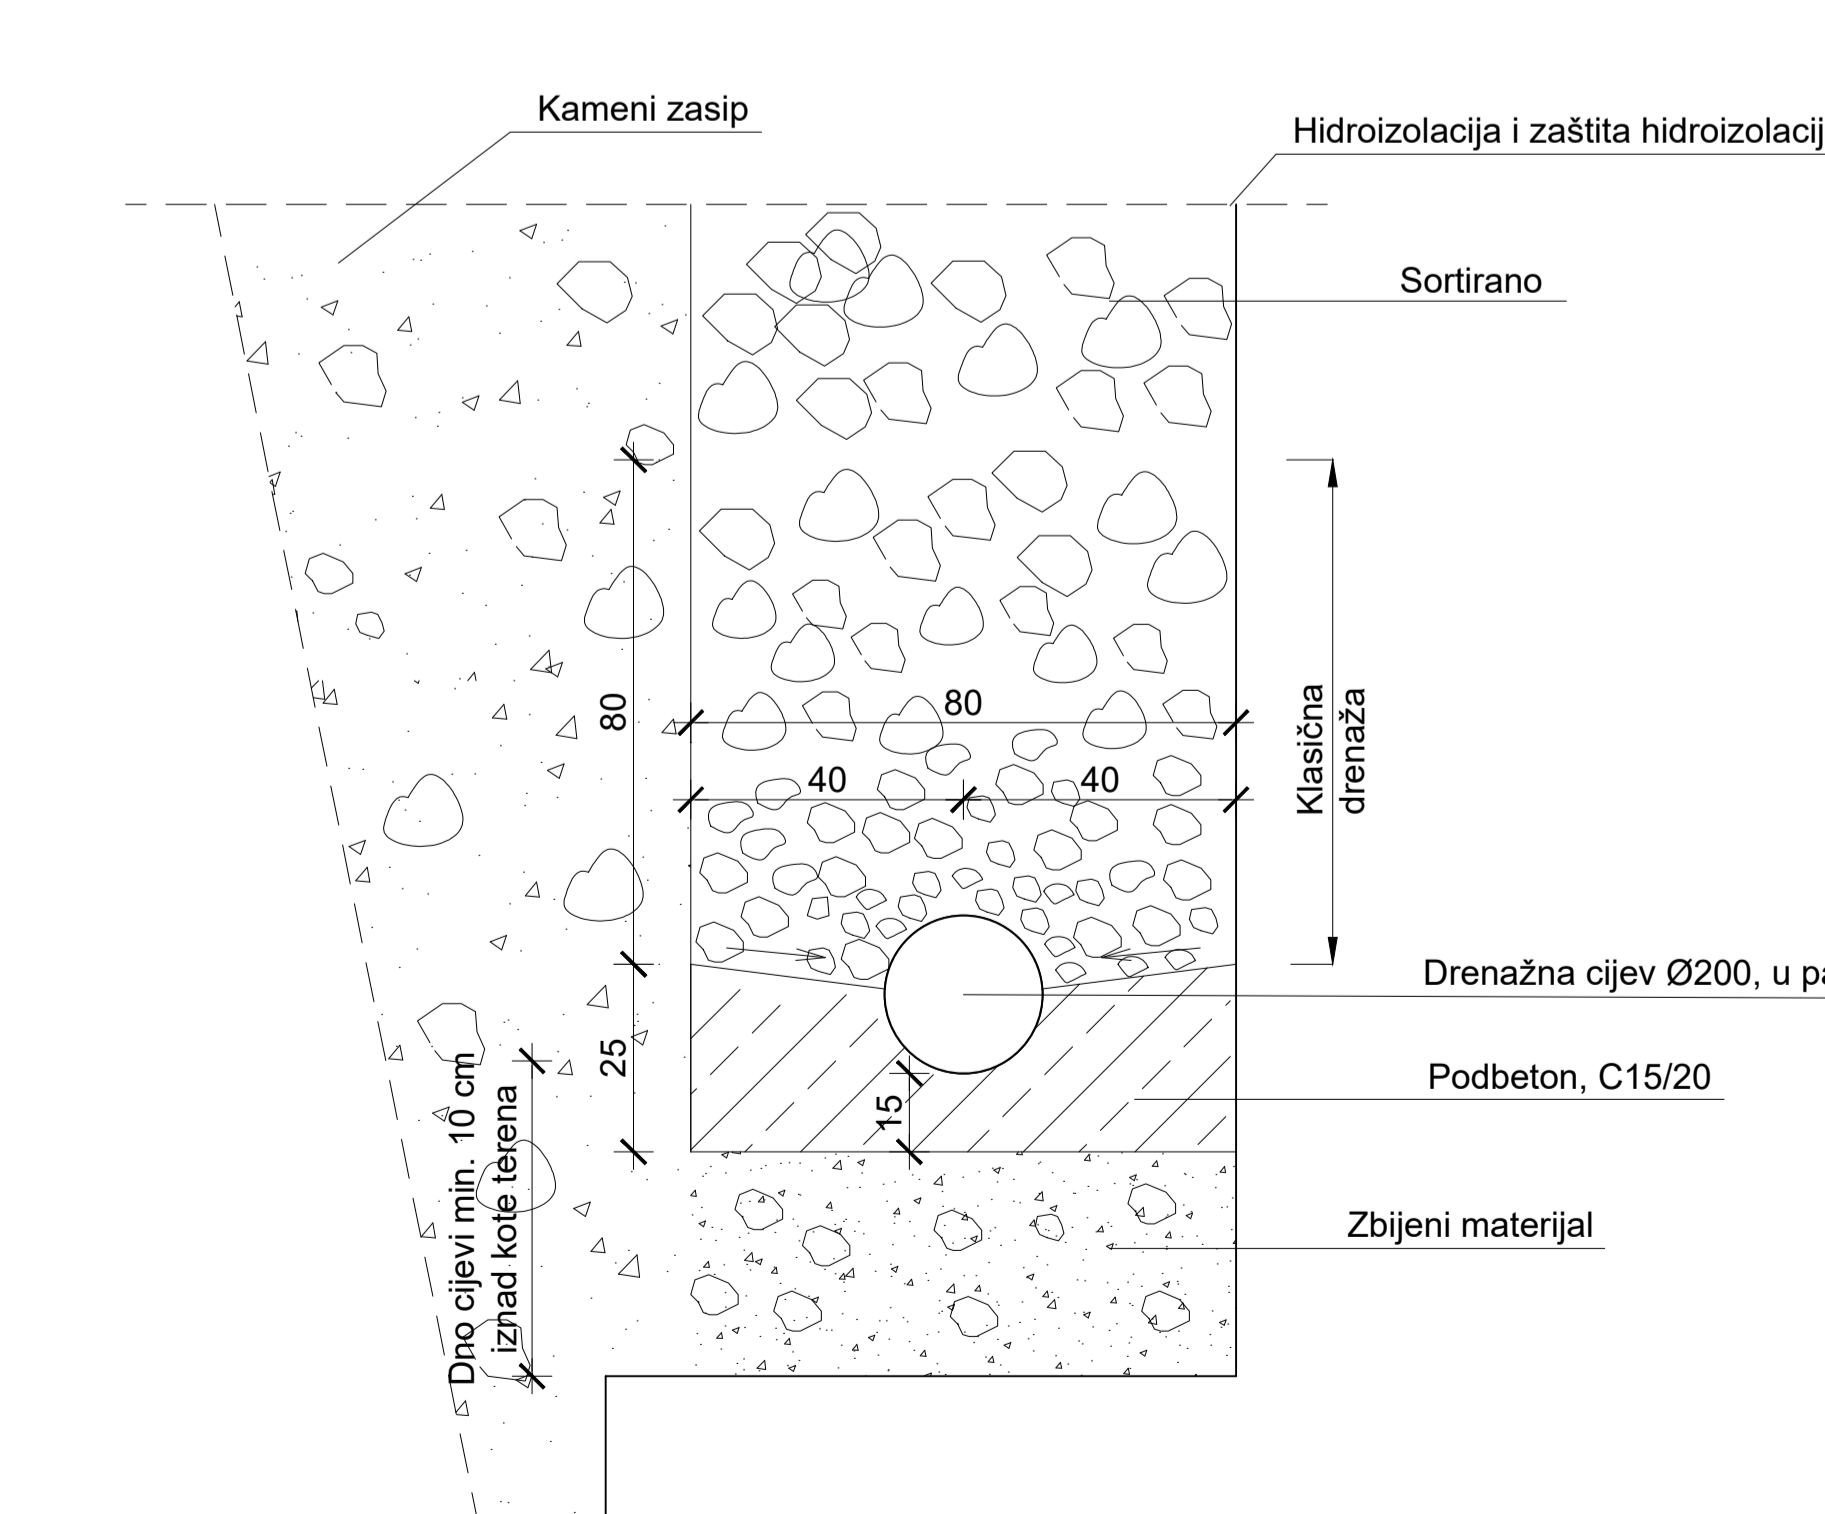 Kameni zasip
Hidroizolacija i zaštita hidroizolacij
Sortirano
80
80
40
40
Klasična
drenaža
Drenažna cijev Ø200, u pa
25
15
Podbeton, C15/20
Dno cijevi min. 10 cm
iznad kote terena
Zbijeni materijal